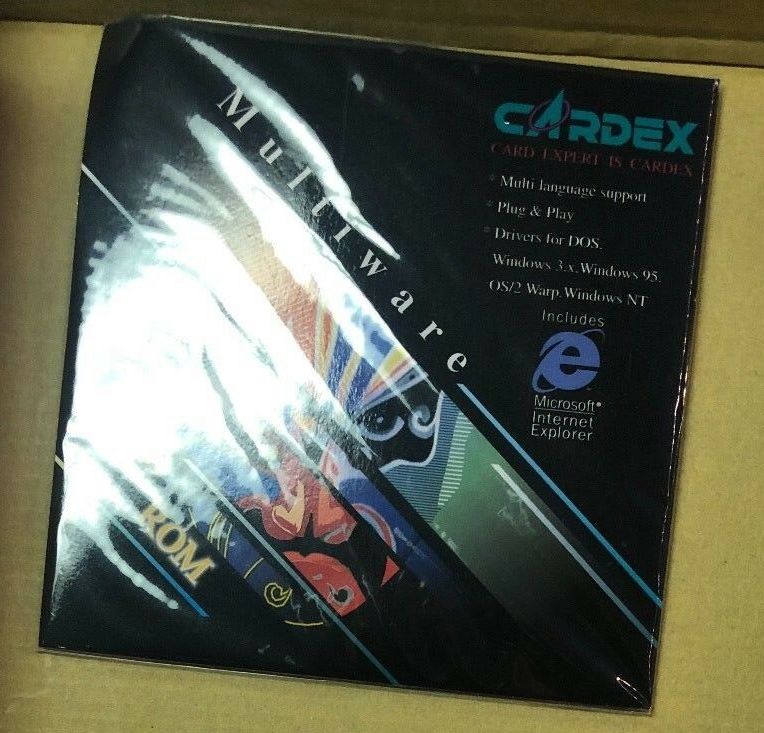 Multiware
CARDEX
CARD EXPERT IS CARDEX
* Multi language support
* Plug & Play
* Drivers for DOS.
Windows 3.x.Windows 95.
OS/2 Warp.Windows NT
Includes
Microsoft®
Internet
Explorer
ROM